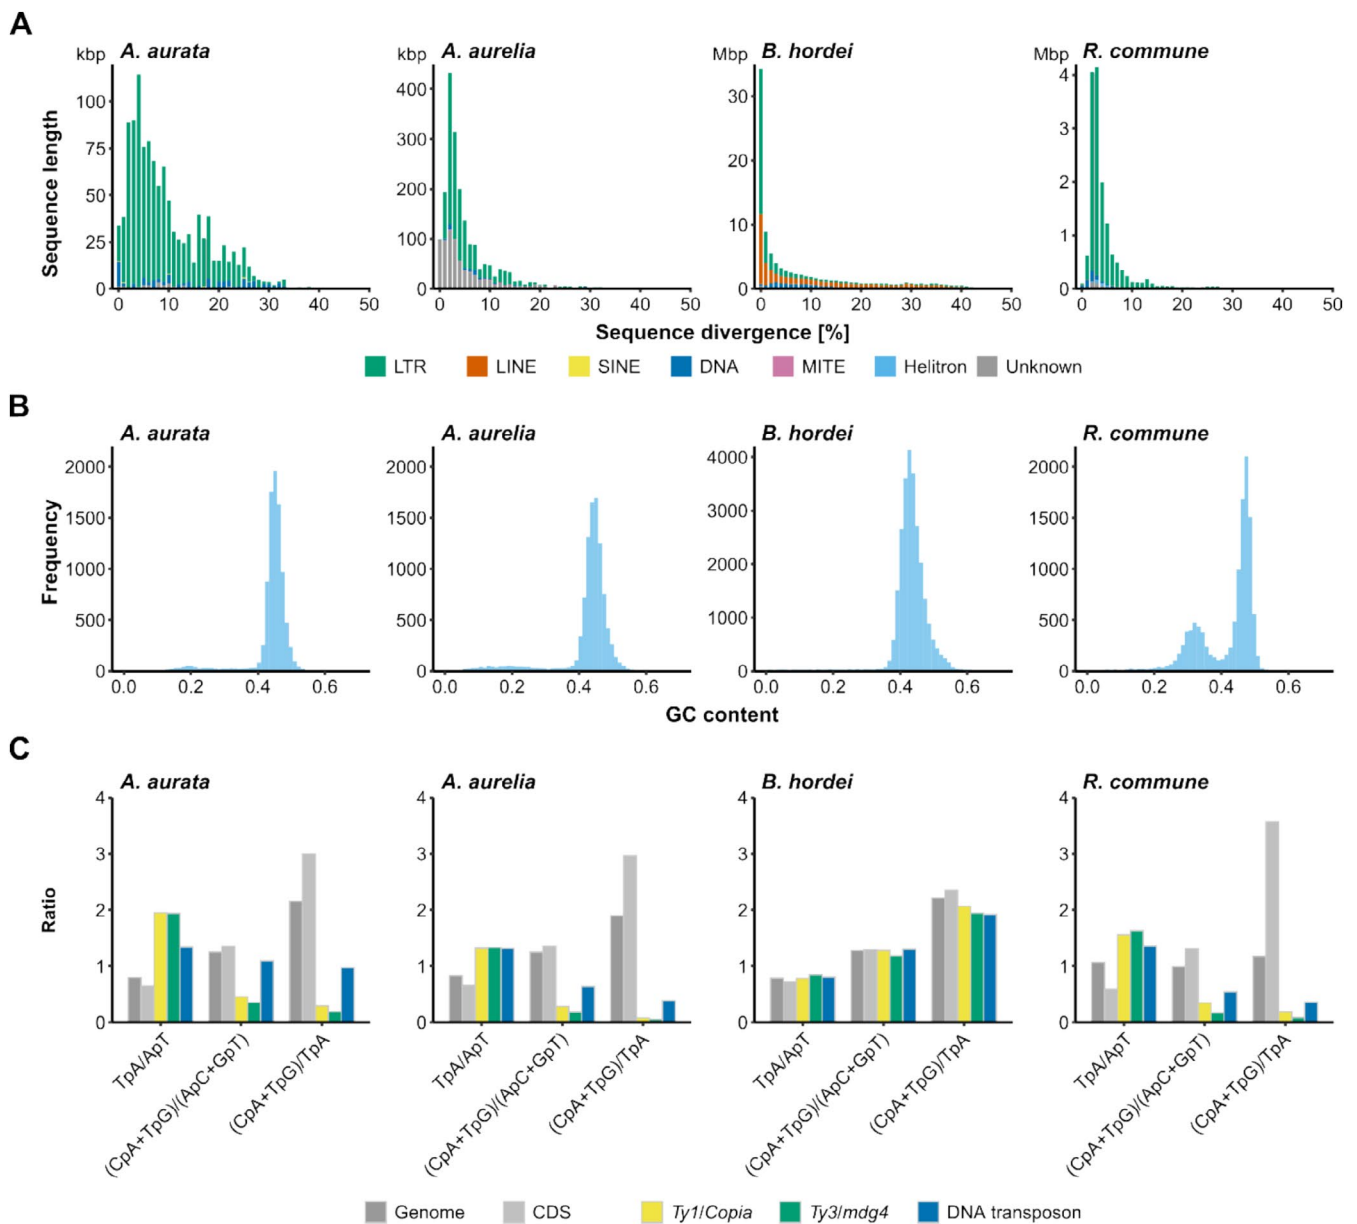 A
A. aurata
A. aurelia
B. hordei
R. commune
kbp
kbp
Mbp
Mbp
Sequence length
100
75
50
25
0
400
300
200
100
0
30
20
10
0
4
3
4
2
1
0
0 10 20 30 40 50
0 10 20 30 40 50
0 10 20 30 40 50
0 10 20 30 40 50
Sequence divergence [%]
LTR LINE SINE DNA MITE Helitron Unknown
B
A. aurata
A. aurelia
B. hordei
R. commune
Frequency
2000
1500
1000
500
0
2000
1500
1000
500
0
4000
3000
4000
2000
0
2000
1500
1000
500
0
0.0 0.2 0.4 0.6
0.0 0.2 0.4 0.6
0.0 0.2 0.4 0.6
0.0 0.2 0.4 0.6
GC content
C
A. aurata
A. aurelia
B. hordei
R. commune
Ratio
4
3
2
1
0
4
3
2
1
0
4
3
2
1
0
4
3
2
1
0
TpA/ApT
(CpA+TpG)/(ApC+GpT)
(CpA+TpG)/TpA
TpA/ApT
(CpA+TpG)/(ApC+GpT)
(CpA+TpG)/TpA
TpA/ApT
(CpA+TpG)/(ApC+GpT)
(CpA+TpG)/TpA
TpA/ApT
(CpA+TpG)/(ApC+GpT)
(CpA+TpG)/TpA
Genome CDS Ty1/Copia Ty3/mdg4 DNA transposon